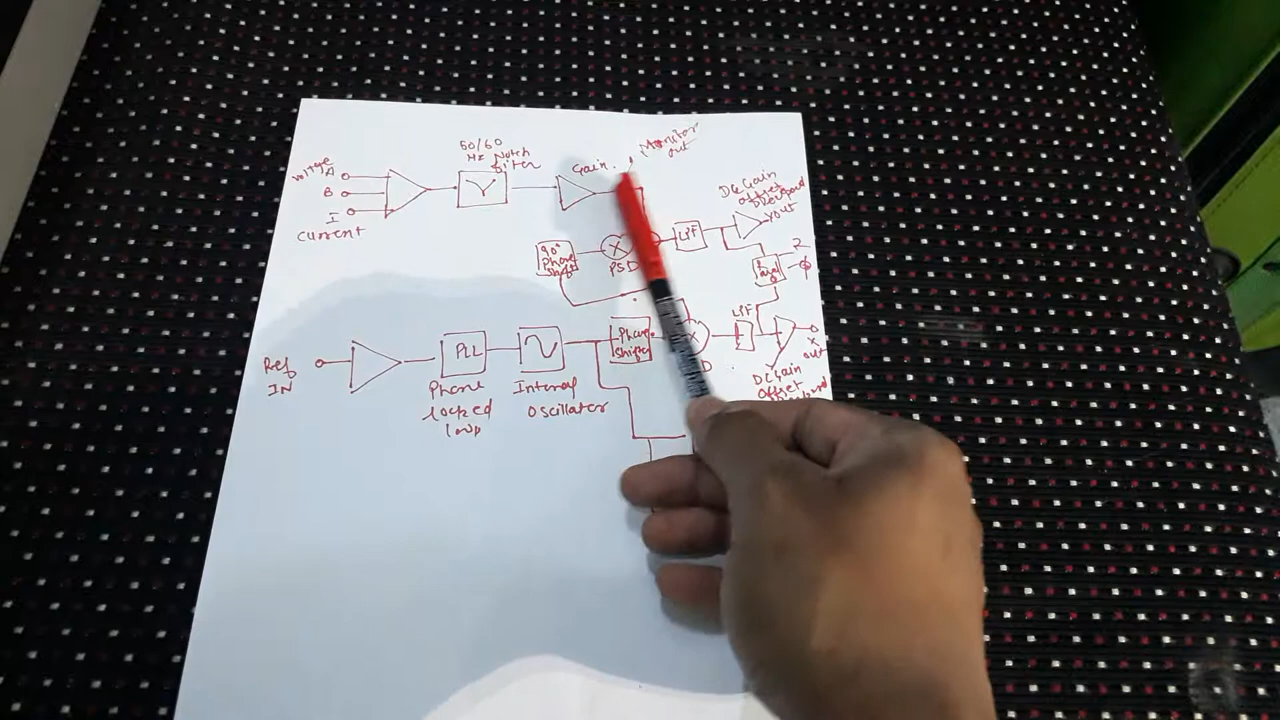 Voltage A
B
I
Current
50/60
Hz Notch
filter
Gain
Monitor
out
DC Gain
offset
Y out
90°
Phase
shift
PSD
LPF
R
Φ
Ref
IN
PLL
Phase
locked
loop
Internal
Oscillator
Phase
shifter
D
LPF
X
out
DC Gain
Offset